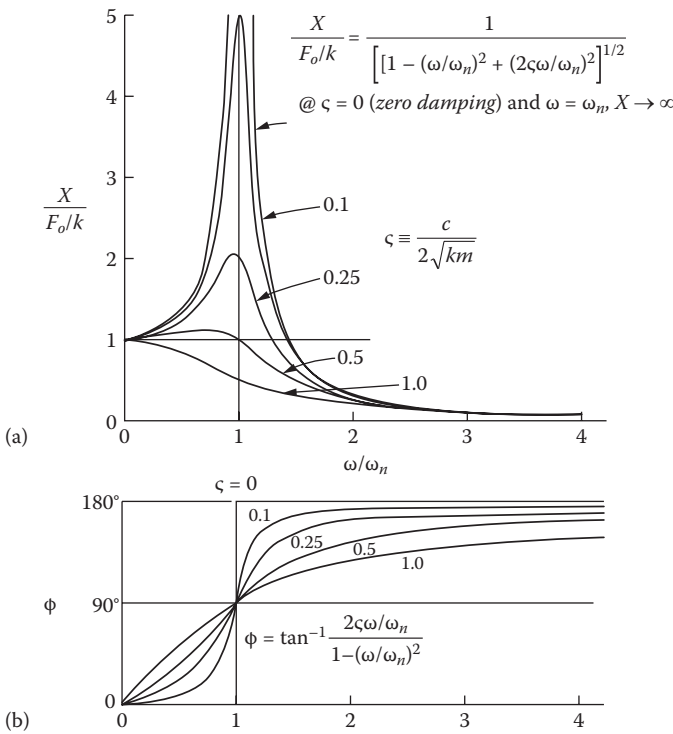 5
4
3
2
1
0
X
F_o/k
X / F_o/k = 1 / [[1 – (ω/ω_n)^2 + (2ςω/ω_n)^2]^1/2
@ ς = 0 (zero damping) and ω = ω_n, X → ∞
0.1
ς ≡ c / 2√km
0.25
0.5
1.0
(a)
0 1 2 3 4
ω/ω_n
ς = 0
180°
0.1
0.25
0.5
1.0
ϕ
90°
ϕ = tan^–1 2ςω/ω_n / 1–(ω/ω_n)^2
0
(b)
0 1 2 3 4
ω/ω_n